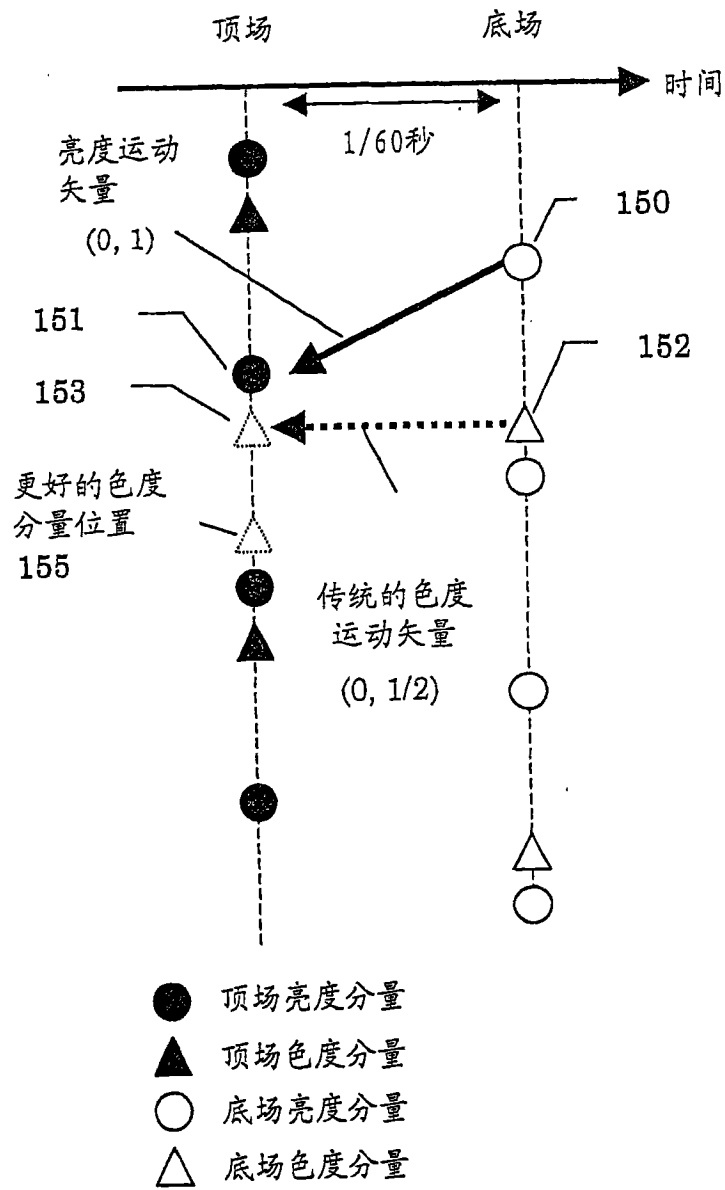 顶场
底场
时间
1/60秒
亮度运动
矢量
(0, 1)
150
151
152
153
更好的色度
分量位置
155
传统的色度
运动矢量
(0, 1/2)
顶场亮度分量
顶场色度分量
底场亮度分量
底场色度分量